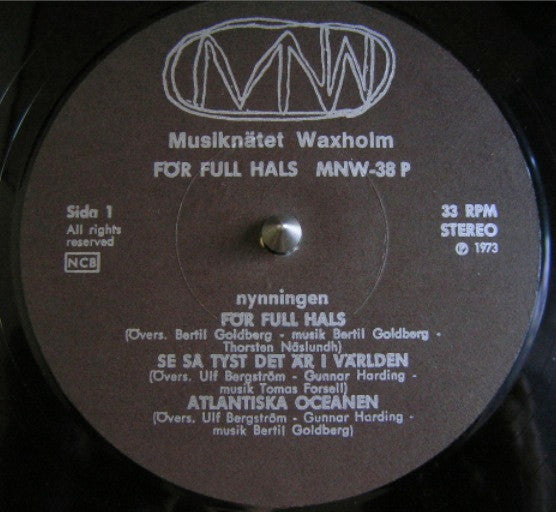 MNW
Musiknätet Waxholm
FÖR FULL HALS MNW-38 P
Sida 1
All rights
reserved
NCB
33 RPM
STEREO
℗ 1973
nynningen
FÖR FULL HALS
(Övers. Bertil Goldberg - musik Bertil Goldberg -
Thorsten Näslundh)
SE SA TYST DET ÄR I VÄRLDEN
(Övers. Ulf Bergström - Gunnar Harding -
musik Tomas Forsell)
ATLANTISKA OCEANEN
(Övers. Ulf Bergström - Gunnar Harding -
musik Bertil Goldberg)